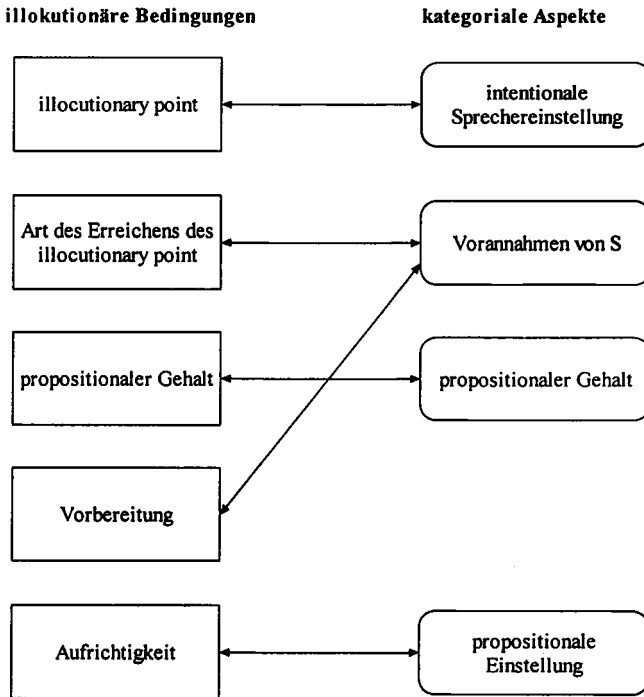 illokutionäre Bedingungen
kategoriale Aspekte
illocutionary point
intentionale
Sprechereinstellung
Art des Erreichens des
illocutionary point
Vorannahmen von S
propositionaler Gehalt
propositionaler Gehalt
Vorbereitung
Aufrichtigkeit
propositionale
Einstellung